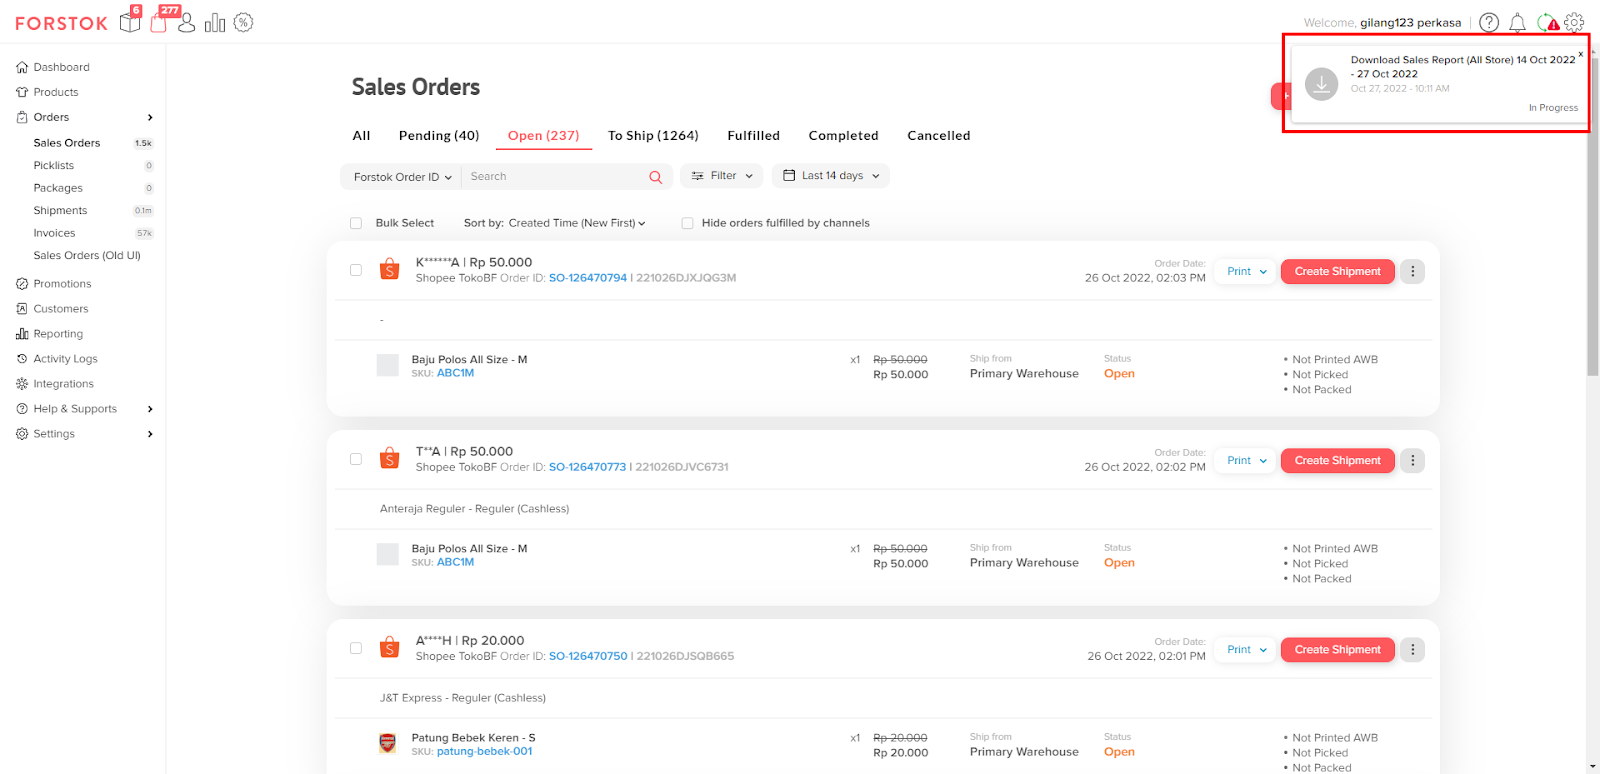 FORSTOK
6
277
Welcome, gilang123 perkasa
Download Sales Report (All Store) 14 Oct 2022
- 27 Oct 2022
Oct 27, 2022 - 10:11 AM
In Progress
x
Dashboard
Products
Orders
Sales Orders 1.5k
Picklists 0
Packages 0
Shipments 0.1m
Invoices 57k
Sales Orders (Old UI)
Promotions
Customers
Reporting
Activity Logs
Integrations
Help & Supports
Settings
Sales Orders
+
All Pending (40) Open (237) To Ship (1264) Fulfilled Completed Cancelled
Forstok Order ID Search Filter Last 14 days
Bulk Select Sort by: Created Time (New First) Hide orders fulfilled by channels
K******A | Rp 50.000
Shopee TokoBF Order ID: SO-126470794 | 221026DJXJQG3M
Order Date:
26 Oct 2022, 02:03 PM
Print Create Shipment
-
Baju Polos All Size - M
SKU: ABC1M
x1 Rp 50.000
Rp 50.000
Ship from
Primary Warehouse
Status
Open
• Not Printed AWB
• Not Picked
• Not Packed
T**A | Rp 50.000
Shopee TokoBF Order ID: SO-126470773 | 221026DJVC6731
Order Date:
26 Oct 2022, 02:02 PM
Print Create Shipment
Anteraja Reguler - Reguler (Cashless)
Baju Polos All Size - M
SKU: ABC1M
x1 Rp 50.000
Rp 50.000
Ship from
Primary Warehouse
Status
Open
• Not Printed AWB
• Not Picked
• Not Packed
A****H | Rp 20.000
Shopee TokoBF Order ID: SO-126470750 | 221026DJSQB665
Order Date:
26 Oct 2022, 02:01 PM
Print Create Shipment
J&T Express - Reguler (Cashless)
Patung Bebek Keren - S
SKU: patung-bebek-001
x1 Rp 20.000
Rp 20.000
Ship from
Primary Warehouse
Status
Open
• Not Printed AWB
• Not Picked
• Not Packed